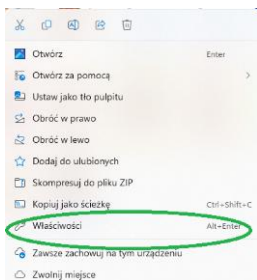 Otwórz Enter
Otwórz za pomocą
Ustaw jako tło pulpitu
Obróć w prawo
Obróć w lewo
Dodaj do ulubionych
Skompresuj do pliku ZIP
Kopiuj jako ścieżkę Ctrl+Shift+C
Właściwości Alt+Enter
Zawsze zachowuj na tym urządzeniu
Zwolnij miejsce